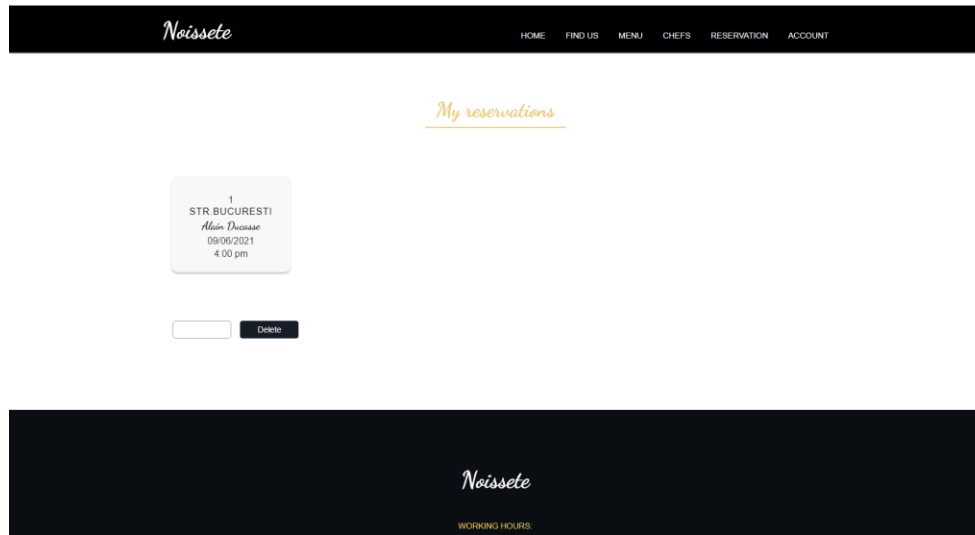 Noissete
HOME FIND US MENU CHEFS RESERVATION ACCOUNT
My reservations
1
STR.BUCURESTI
Alain Ducasse
09/06/2021
4:00 pm
Delete
Noissete
WORKING HOURS: